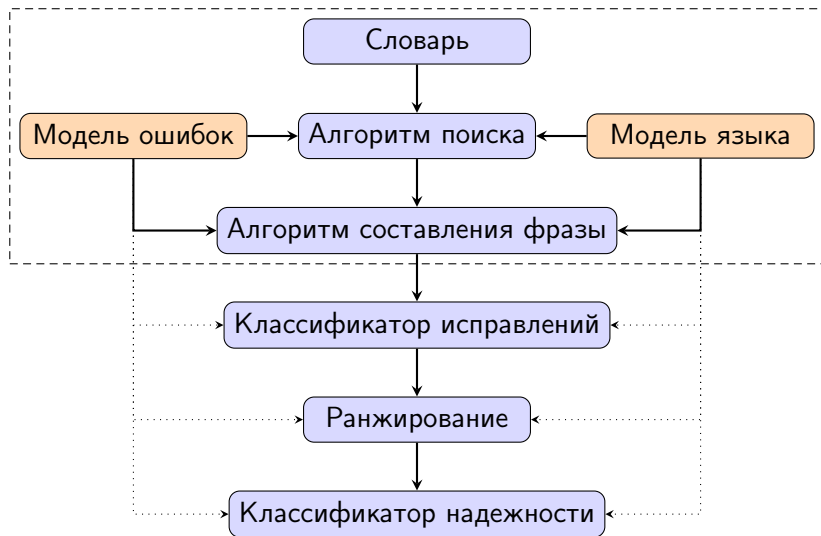 Словарь
Модель ошибок
Алгоритм поиска
Модель языка
Алгоритм составления фразы
Классификатор исправлений
Ранжирование
Классификатор надежности